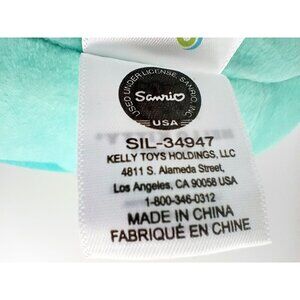 USED UNDER LICENSE. SANRIO, INC.
Sanrio
USA
SIL-34947
KELLY TOYS HOLDINGS, LLC
4811 S. Alameda Street,
Los Angeles, CA 90058 USA
1-800-346-0312
MADE IN CHINA
FABRIQUÉ EN CHINE